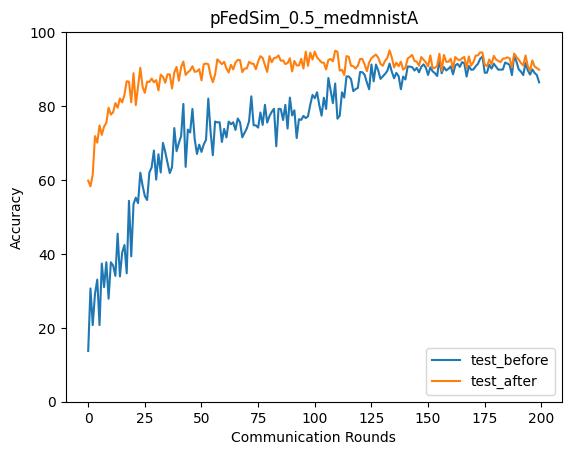 pFedSim_0.5_medmnistA
100
80
60
40
20
0
Accuracy
0 25 50 75 100 125 150 175 200
Communication Rounds
test_before
test_after